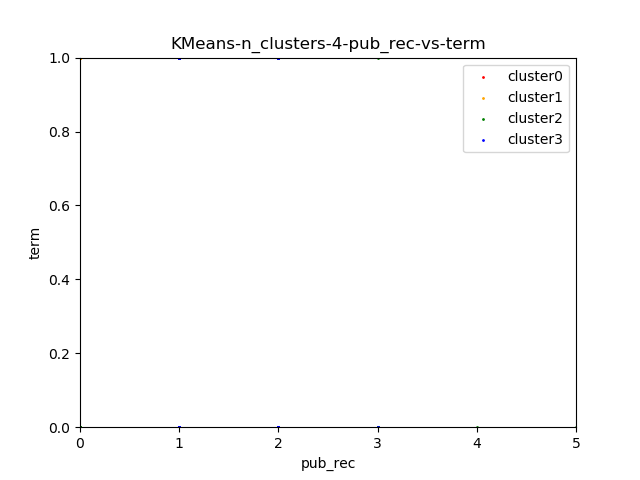 KMeans-n_clusters-4-pub_rec-vs-term
cluster0
cluster1
cluster2
cluster3
1.0
0.8
0.6
0.4
0.2
0.0
term
0 1 2 3 4 5
pub_rec